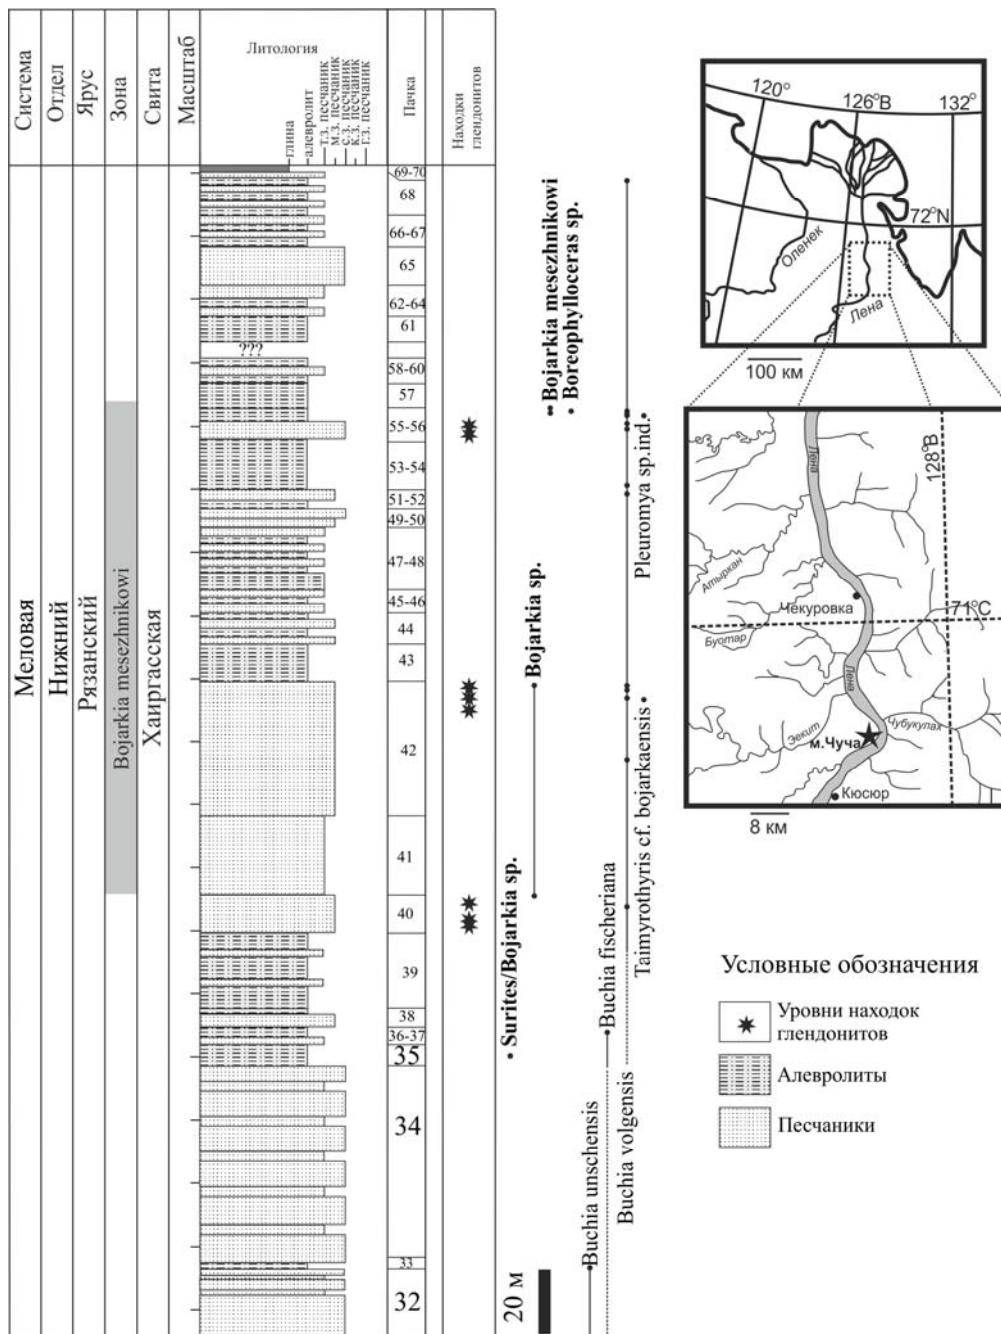 Система
Отдел
Ярус
Зона
Свита
Масштаб
Литология
глина
алевролит
т.з. песчаник
м.з. песчаник
с.з. песчаник
к.з. песчаник
г.з. песчаник
Пачка
Находки
глендонитов
Меловая
Нижний
Рязанский
Bojarkia mesezhnikowi
Хаиргасская
69-70
68
66-67
65
62-64
61
???
58-60
57
55-56
53-54
51-52
49-50
47-48
45-46
44
43
42
41
40
39
38
36-37
35
34
33
32
Surites/Bojarkia sp.
Bojarkia sp.
Bojarkia mesezhnikowi
Boreophylloceras sp.
Buchia unschensis
Buchia fischeriana
Buchia volgensis
Taimyrothyris cf. bojarkaensis
Pleuromya sp.ind.
20 м
120°
126°В
132°
72°N
Оленек
Лена
100 км
Лена
128°В
Атыркан
Чекуровка
71°С
Буотар
Лена
Экит
Чубукулах
м.Чуча
Кюсюр
8 км
Условные обозначения
Уровни находок
глендонитов
Алевролиты
Песчаники